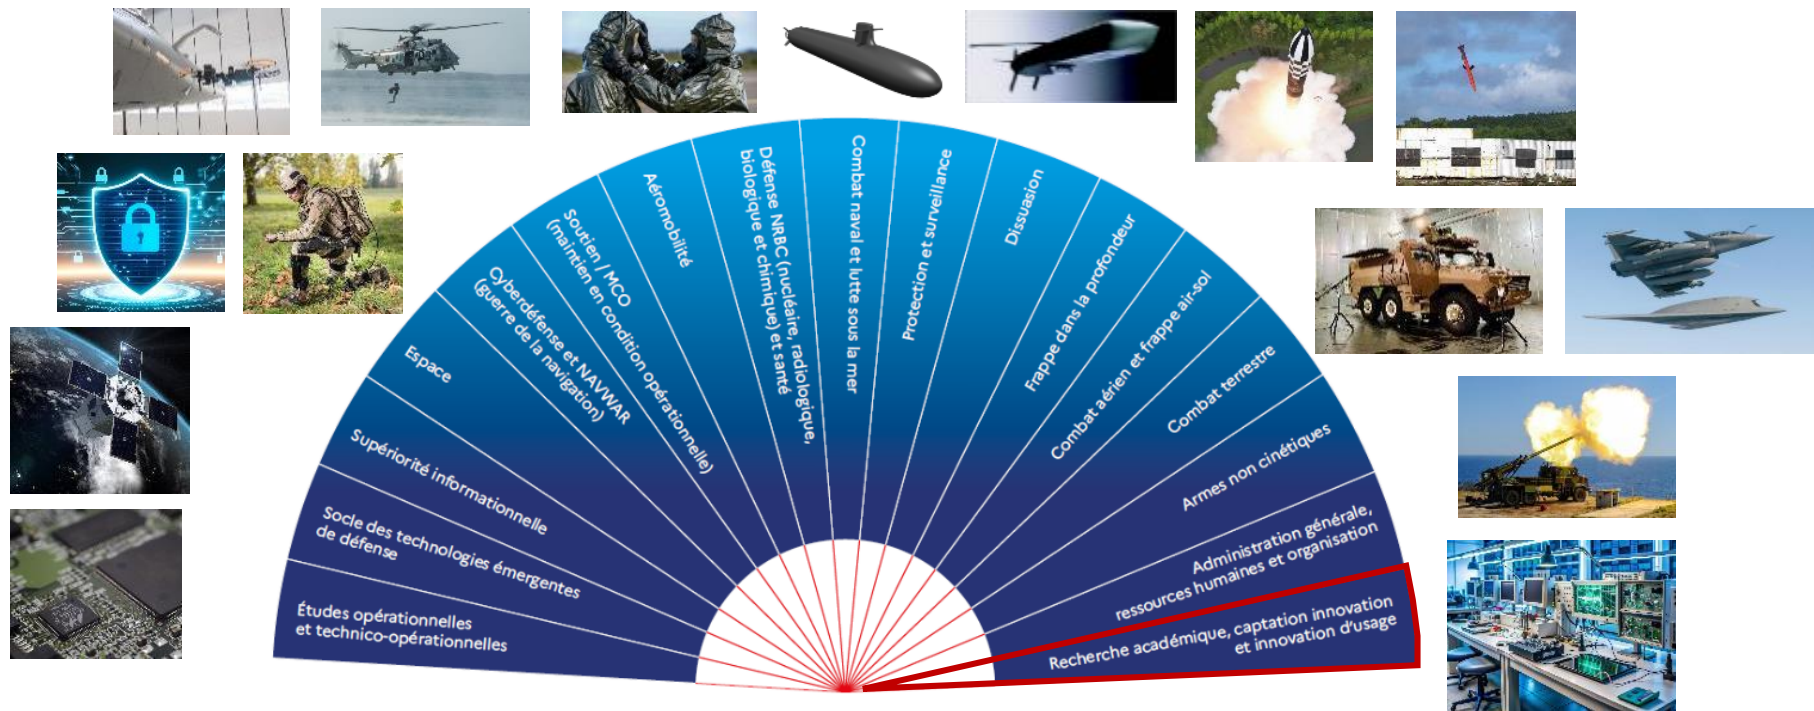 Études opérationnelles
et technico-opérationnelles
Socle des technologies émergentes
de défense
Supériorité informationnelle
Espace
Cyberdéfense et NAVWAR
(guerre de la navigation)
Soutien / MCO
(maintien en condition opérationnelle)
Aéromobilité
Défense NRBC (nucléaire, radiologique,
biologique et chimique) et santé
Combat naval et lutte sous la mer
Protection et surveillance
Dissuasion
Frappe dans la profondeur
Combat aérien et frappe air-sol
Combat terrestre
Armes non cinétiques
Administration générale,
ressources humaines et organisation
Recherche académique, captation innovation
et innovation d'usage